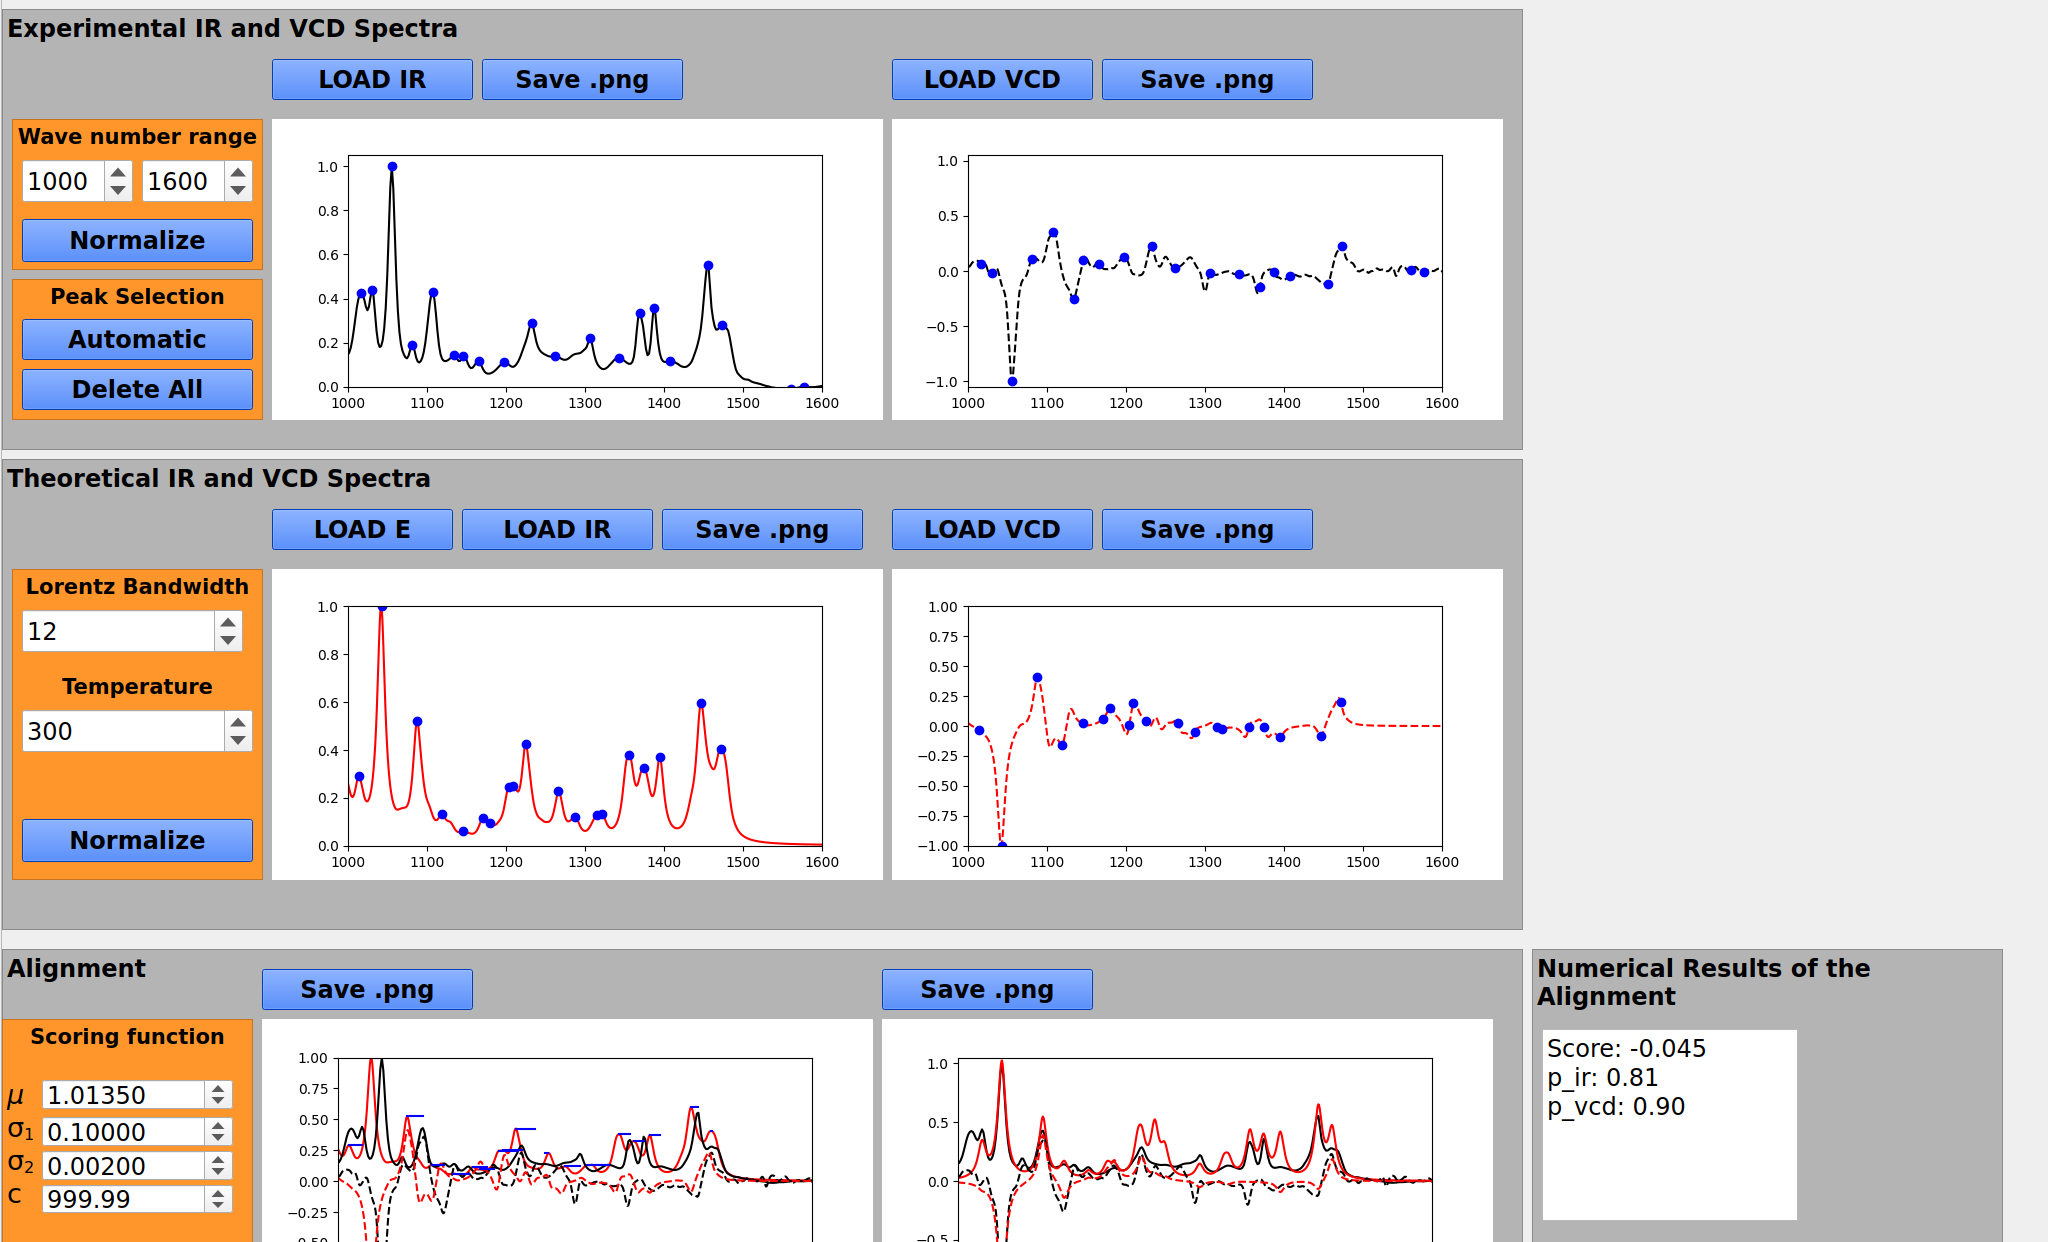 Experimental IR and VCD Spectra
LOAD IR Save .png LOAD VCD Save .png
Wave number range
1000 1600
Normalize
Peak Selection
Automatic
Delete All
1.0
0.8
0.6
0.4
0.2
0.0
1000 1100 1200 1300 1400 1500 1600
1.0
0.5
0.0
−0.5
−1.0
1000 1100 1200 1300 1400 1500 1600
Theoretical IR and VCD Spectra
LOAD E LOAD IR Save .png LOAD VCD Save .png
Lorentz Bandwidth
12
Temperature
300
Normalize
1.0
0.8
0.6
0.4
0.2
0.0
1000 1100 1200 1300 1400 1500 1600
1.00
0.75
0.50
0.25
0.00
−0.25
−0.50
−0.75
−1.00
1000 1100 1200 1300 1400 1500 1600
Alignment
Save .png Save .png
Scoring function
μ 1.01350
σ1 0.10000
σ2 0.00200
c 999.99
1.00
0.75
0.50
0.25
0.00
−0.25
−0.50
1.0
0.5
0.0
−0.5
Numerical Results of the
Alignment
Score: -0.045
p_ir: 0.81
p_vcd: 0.90